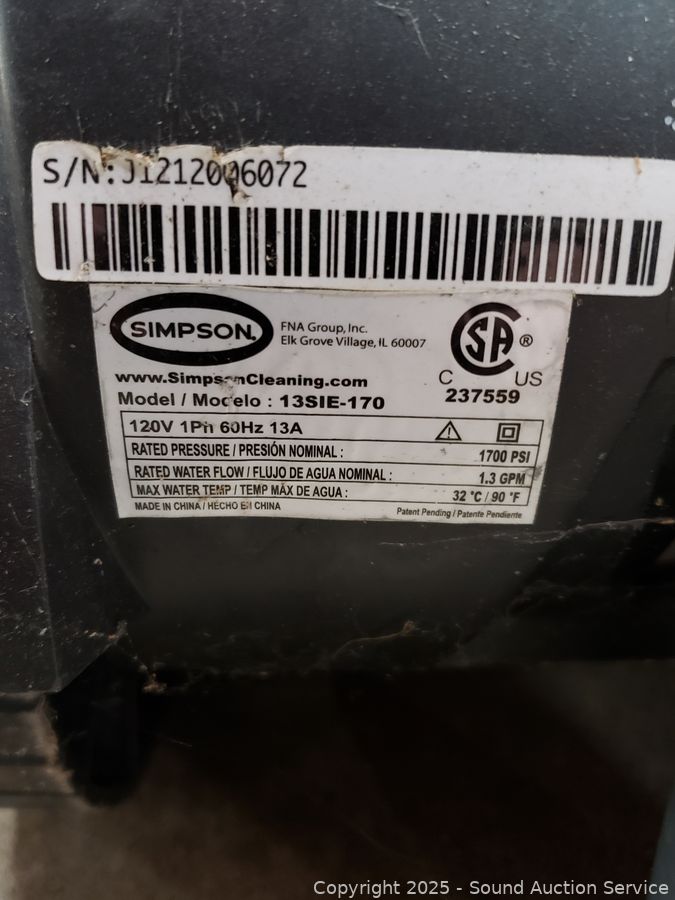 S/N:J1212006072
SIMPSON.
FNA Group, Inc.
Elk Grove Village, IL 60007
SA ®
C US
237559
www.SimpsonCleaning.com
Model / Modelo : 13SIE-170
120V 1Ph 60Hz 13A
RATED PRESSURE / PRESIÓN NOMINAL : 1700 PSI
RATED WATER FLOW / FLUJO DE AGUA NOMINAL : 1.3 GPM
MAX WATER TEMP / TEMP MÁX DE AGUA : 32 °C / 90 °F
MADE IN CHINA / HECHO EN CHINA
Patent Pending / Patente Pendiente
Copyright 2025 - Sound Auction Service